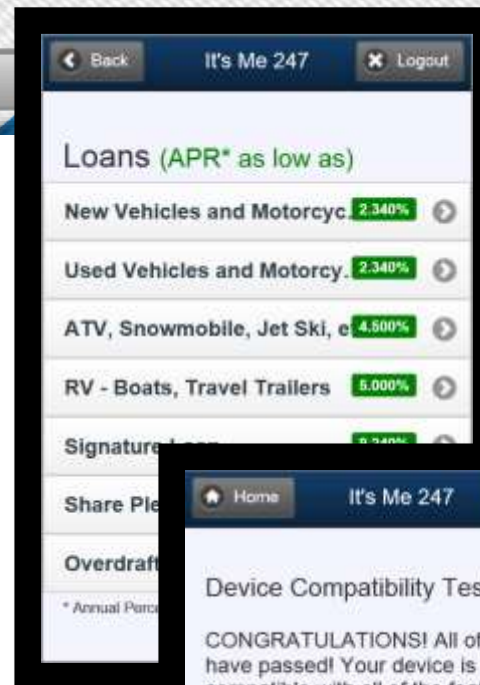 Back It's Me 247 Logout
Loans (APR* as low as)
New Vehicles and Motorcyc. 2.340%
Used Vehicles and Motorcy. 2.340%
ATV, Snowmobile, Jet Ski, e 4.500%
RV - Boats, Travel Trailers 5.000%
Signature
Share Ple
Overdraft
* Annual Perce
Home It's Me 247
Device Compatibility Tes
CONGRATULATIONS! All of
have passed! Your device is